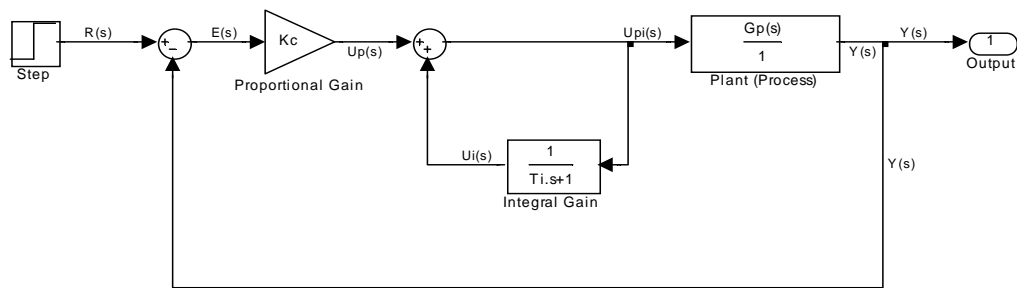 R(s)
+
−
E(s)
Kc
Up(s)
+
+
Upi(s)
Gp(s)
1
Y(s)
Y(s)
1
Step
Proportional Gain
Plant (Process)
Output
Ui(s)
1
Ti.s+1
Integral Gain
Y(s)